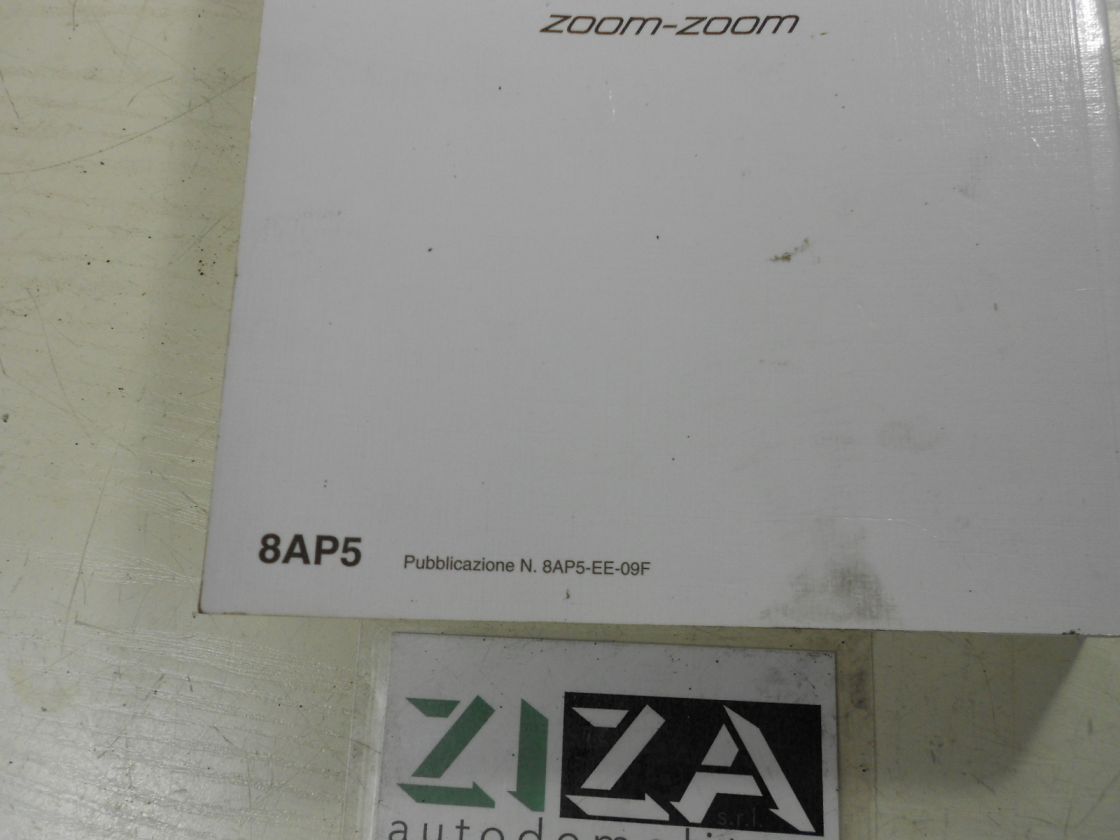 zoom-zoom
8AP5 Pubblicazione N. 8AP5-EE-09F
ZIZA
s.r.l.